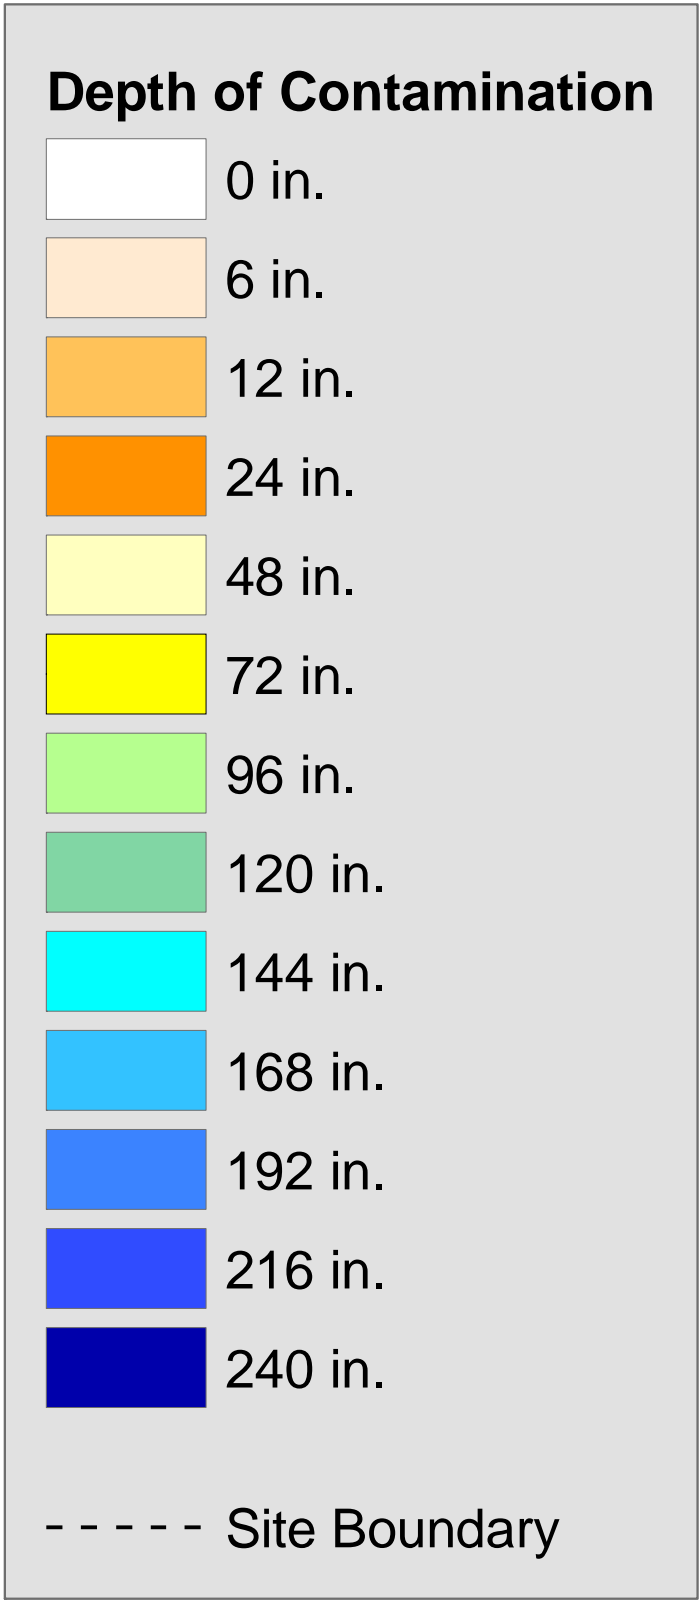 Depth of Contamination
0 in.
6 in.
12 in.
24 in.
48 in.
72 in.
96 in.
120 in.
144 in.
168 in.
192 in.
216 in.
240 in.
Site Boundary